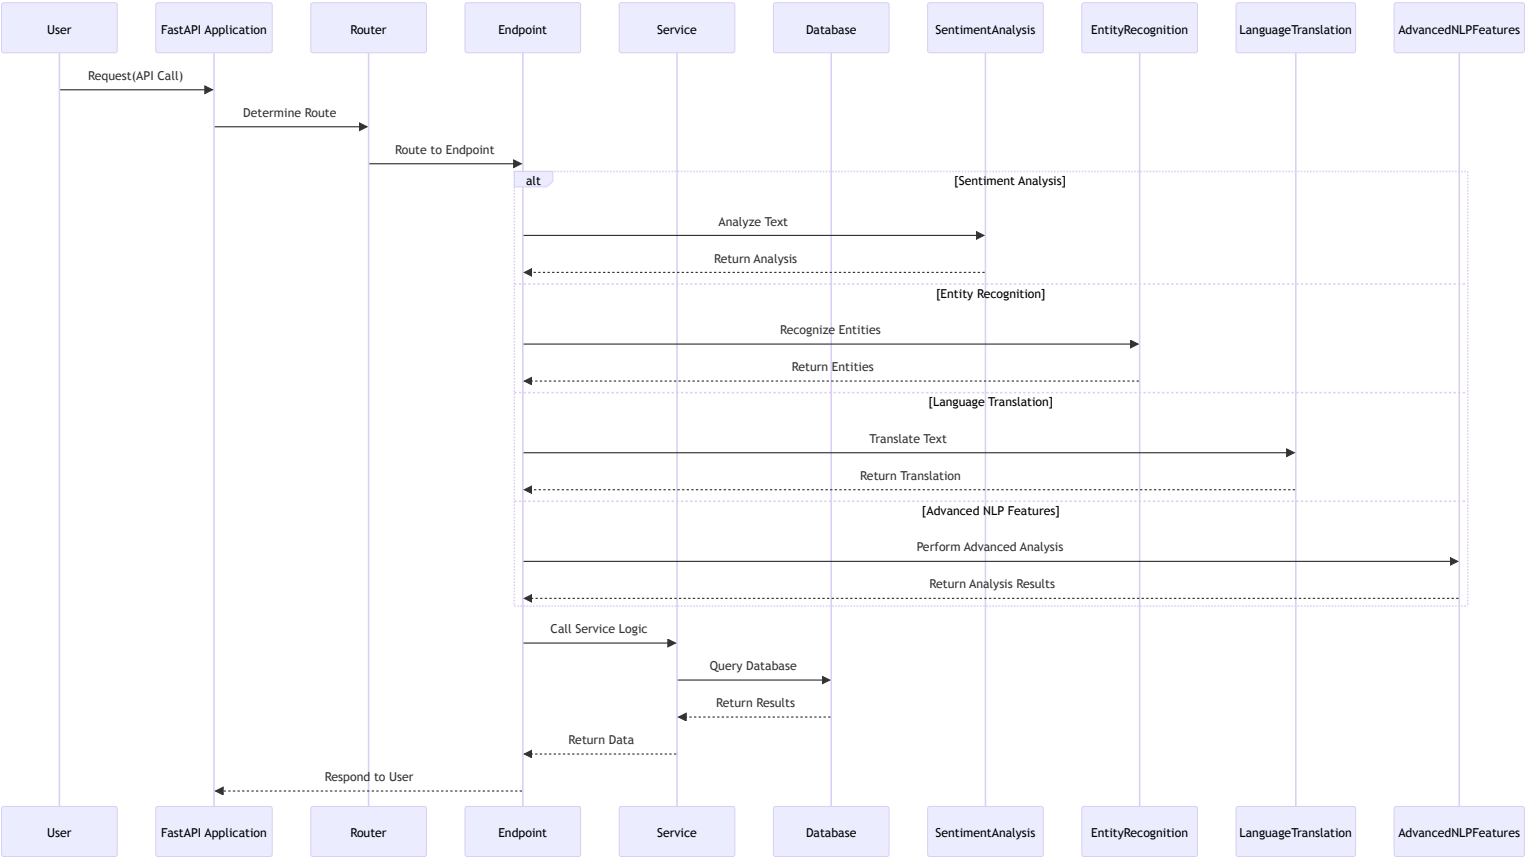 User FastAPI Application Router Endpoint Service Database SentimentAnalysis EntityRecognition LanguageTranslation AdvancedNLPFeatures
Request(API Call)
Determine Route
Route to Endpoint
alt [Sentiment Analysis]
Analyze Text
Return Analysis
[Entity Recognition]
Recognize Entities
Return Entities
[Language Translation]
Translate Text
Return Translation
[Advanced NLP Features]
Perform Advanced Analysis
Return Analysis Results
Call Service Logic
Query Database
Return Results
Return Data
Respond to User
User FastAPI Application Router Endpoint Service Database SentimentAnalysis EntityRecognition LanguageTranslation AdvancedNLPFeatures